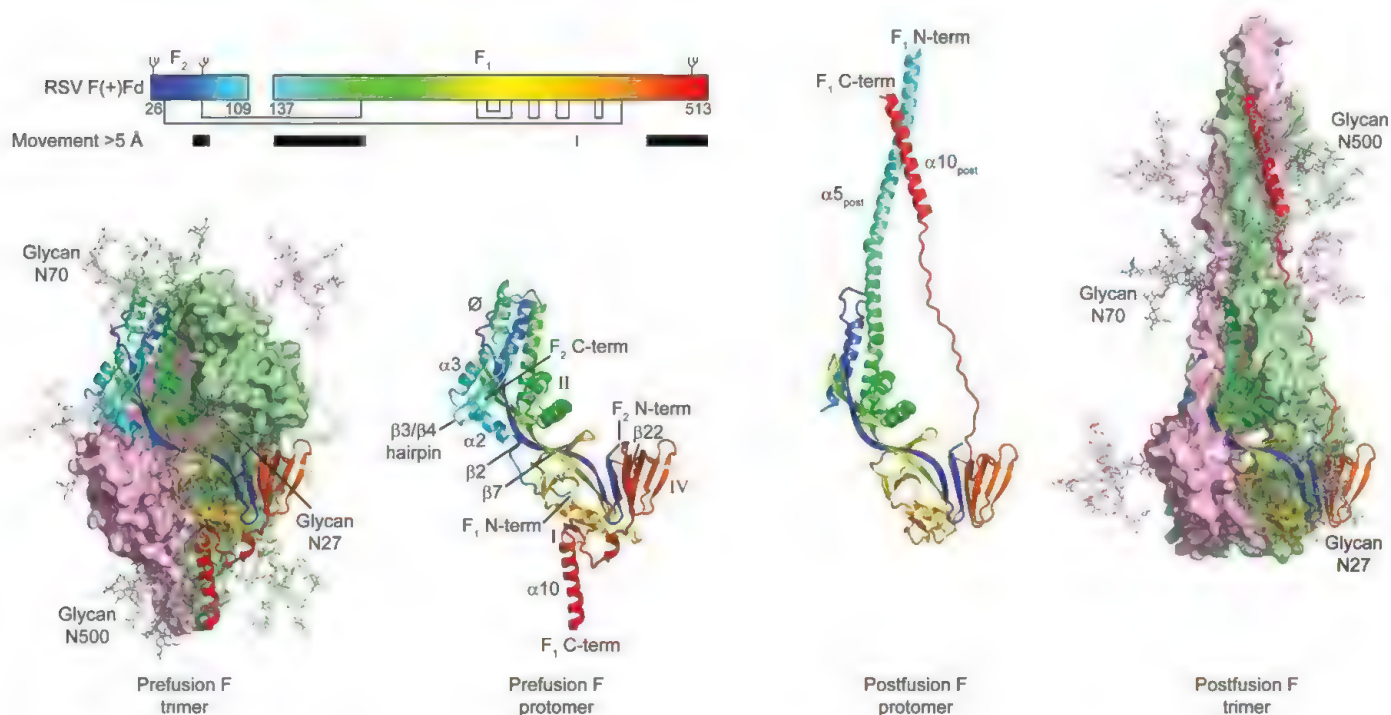 F2
F1
Ψ Ψ Ψ
RSV F(+)Fd
26 109 137 513
Movement >5 Å
Glycan
N70
Glycan
N27
Glycan
N500
Prefusion F
trimer
Ø
α3
F2 C-term
II
β3/β4
hairpin
α2
β2
β7
F2 N-term
β22
IV
F1 N-term
I
α10
F1 C-term
Prefusion F
protomer
F1 N-term
F1 C-term
α10post
α5post
Postfusion F
protomer
Glycan
N500
Glycan
N70
Glycan
N27
Postfusion F
trimer